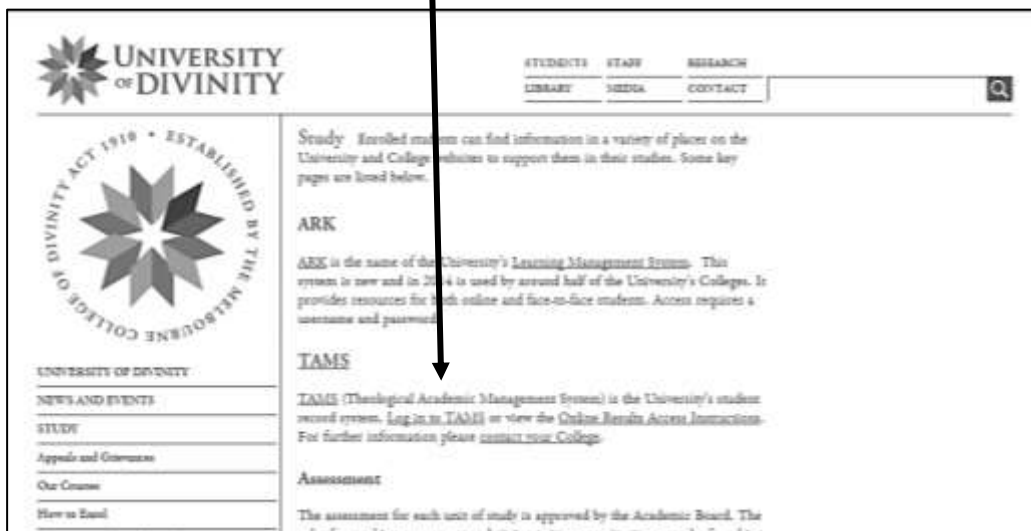 UNIVERSITY
OF DIVINITY
STUDENTS STAFF RESEARCH
LIBRARY MEDIA CONTACT
DIVINITY ACT 1910 • ESTABLISHED BY THE MELBOURNE COLLEGE OF
Study Enrolled students can find information in a variety of places on the
University and College websites to support them in their studies. Some key
pages are listed below.
ARK
ARK is the name of the University's Learning Management System. This
system is new and in 2014 is used by around half of the University's Colleges. It
provides resources for both online and face-to-face students. Access requires a
username and password.
TAMS
TAMS (Theological Academic Management System) is the University's student
record system. Log in to TAMS or view the Online Results Access Instructions.
For further information please contact your College.
Assessment
The assessment for each unit of study is approved by the Academic Board. The
UNIVERSITY OF DIVINITY
NEWS AND EVENTS
STUDY
Appeals and Grievances
Our Courses
How to Enrol